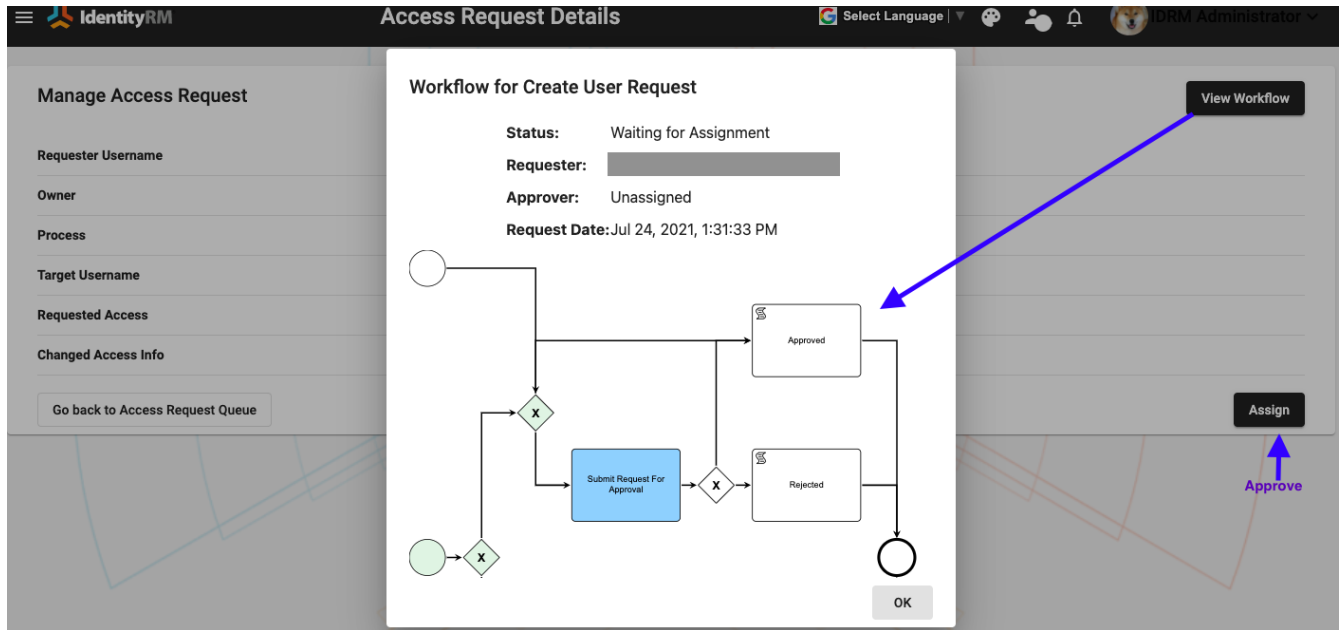 IdentityRM
Access Request Details
Select Language
IDRM Administrator
Manage Access Request
View Workflow
Requester Username
Owner
Process
Target Username
Requested Access
Changed Access Info
Go back to Access Request Queue
Assign
Approve
Workflow for Create User Request
Status: Waiting for Assignment
Requester:
Approver: Unassigned
Request Date:Jul 24, 2021, 1:31:33 PM
Approved
X
Submit Request For
Approval
X
Rejected
X
OK